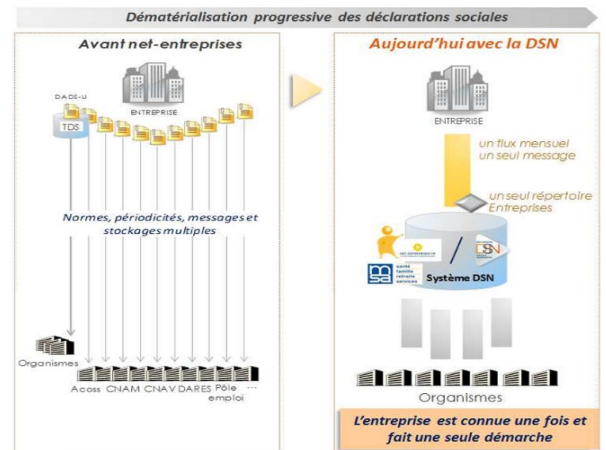 Dématérialisation progressive des déclarations sociales
Avant net-entreprises
DADS-U
TDS
ENTREPRISE
Normes, périodicités, messages et
stockages multiples
Organismes
Acoss CNAM CNAV DARES Pôle
emploi
...
Aujourd'hui avec la DSN
ENTREPRISE
un flux mensuel
un seul message
un seul répertoire
Entreprises
/
DSN
msa
santé
famille
retraite
services
Système DSN
Organismes
L'entreprise est connue une fois et
fait une seule démarche